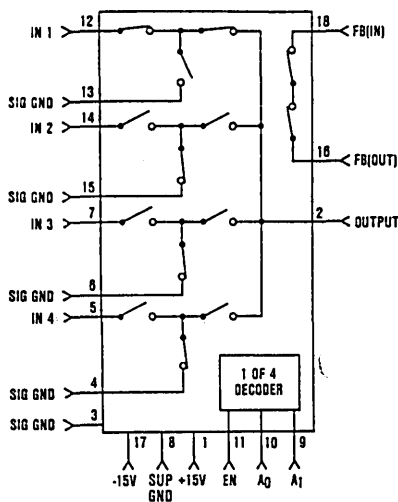 12
IN 1
18
FB(IN)
13
SIG GND
14
IN 2
16
FB(OUT)
15
SIG GND
7
IN 3
2
OUTPUT
6
SIG GND
5
IN 4
1 OF 4
DECODER
4
SIG GND
3
SIG GND
17 8 1 11 10 9
-15V SUP GND +15V EN A0 A1